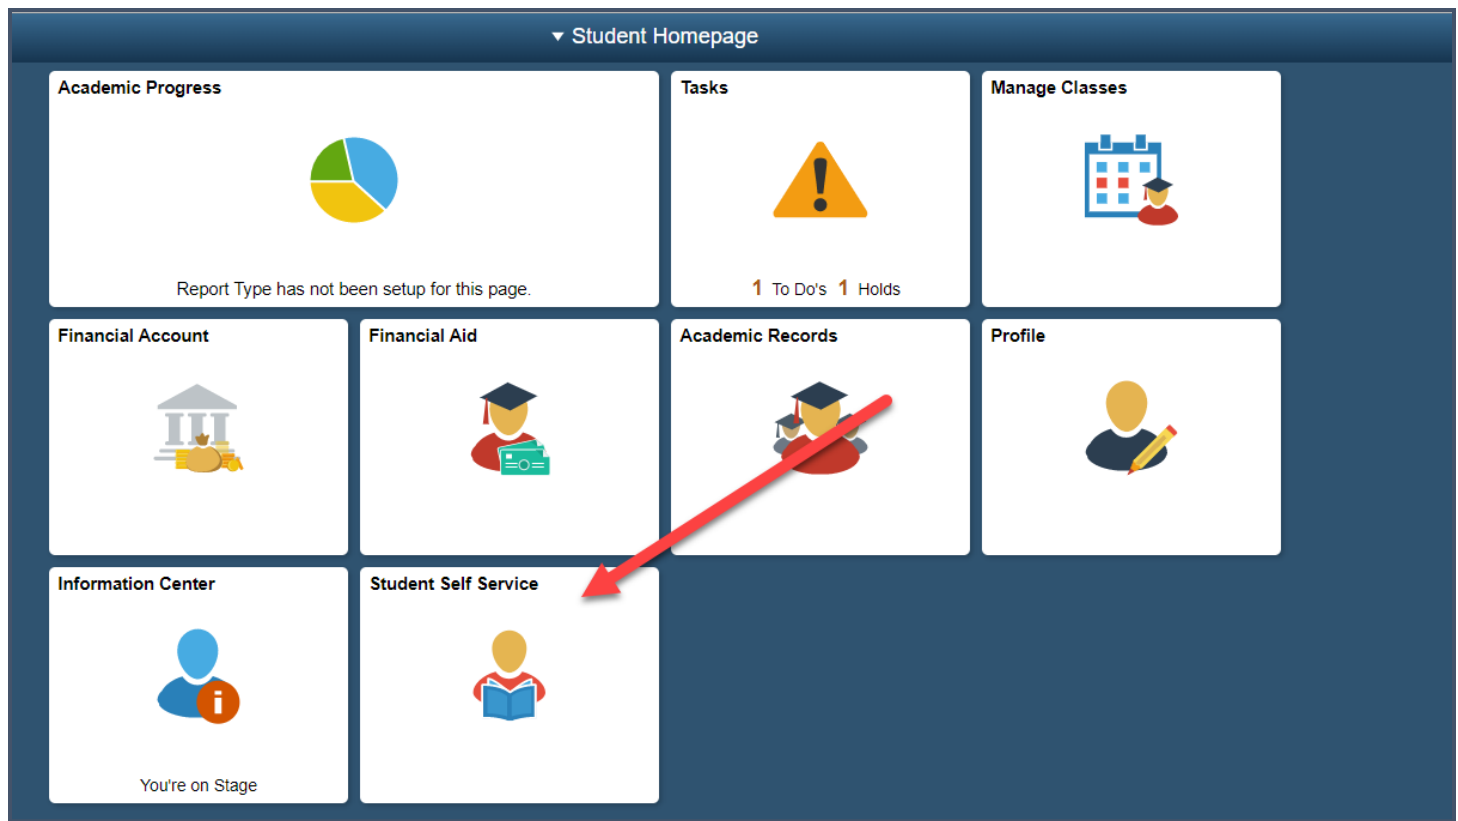 Student Homepage
Academic Progress
Report Type has not been setup for this page.
Tasks
1 To Do's 1 Holds
Manage Classes
Financial Account
Financial Aid
Academic Records
Profile
Information Center
You're on Stage
Student Self Service